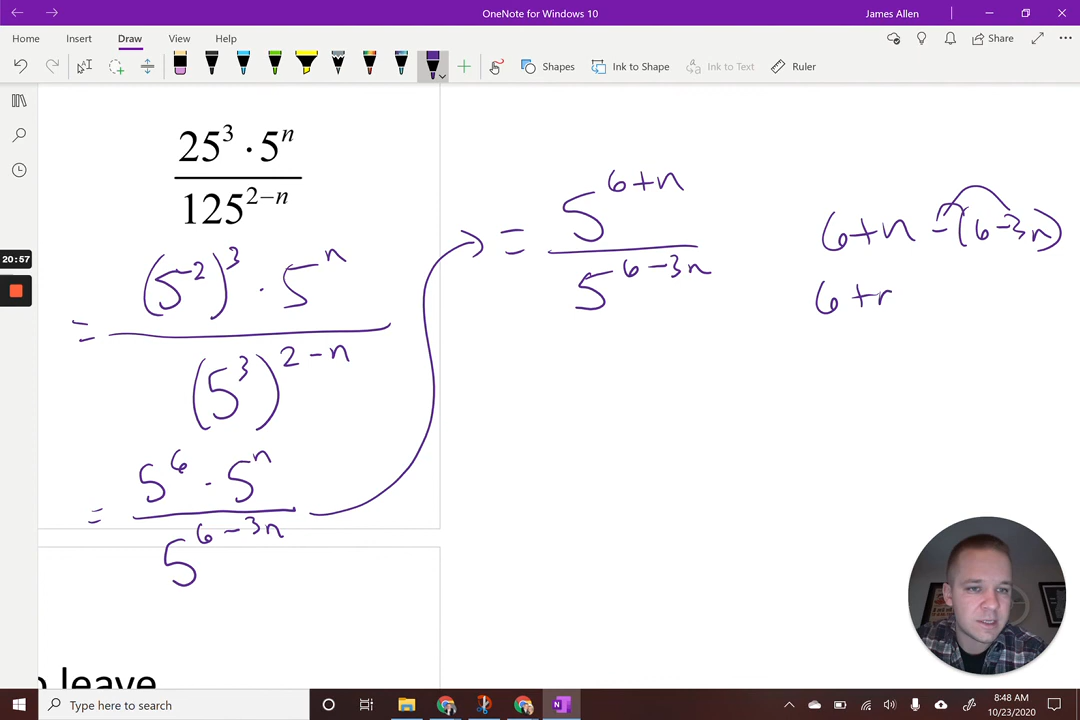 OneNote for Windows 10
James Allen
Home Insert Draw View Help
Share
Shapes Ink to Shape Ink to Text Ruler
25³ · 5ⁿ
125²⁻ⁿ
20:57
= (5²)³ · 5ⁿ
(5³)²⁻ⁿ
= 5⁶ · 5ⁿ
5⁶⁻³ⁿ
= 5⁶⁺ⁿ
5⁶⁻³ⁿ
6+n -(6-3n)
6+n
o leave
Type here to search
8:48 AM
10/23/2020